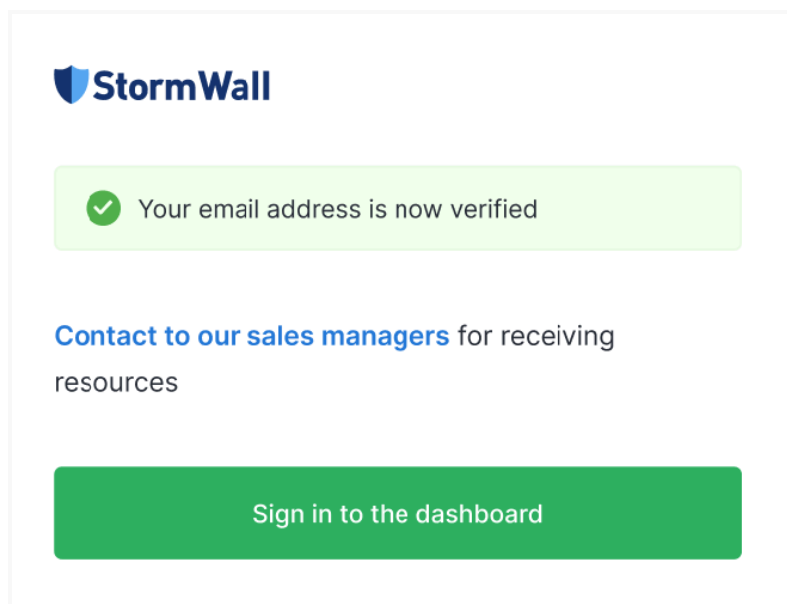 StormWall
Your email address is now verified
Contact to our sales managers for receiving
resources
Sign in to the dashboard